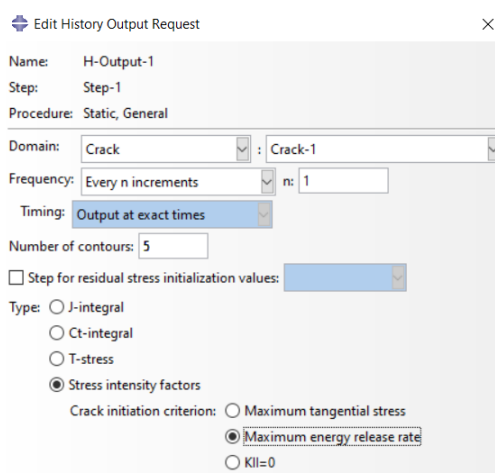 Edit History Output Request
Name: H-Output-1
Step: Step-1
Procedure: Static, General
Domain: Crack : Crack-1
Frequency: Every n increments n: 1
Timing: Output at exact times
Number of contours: 5
Step for residual stress initialization values:
Type: J-integral
Ct-integral
T-stress
Stress intensity factors
Crack initiation criterion: Maximum tangential stress
Maximum energy release rate
KII=0